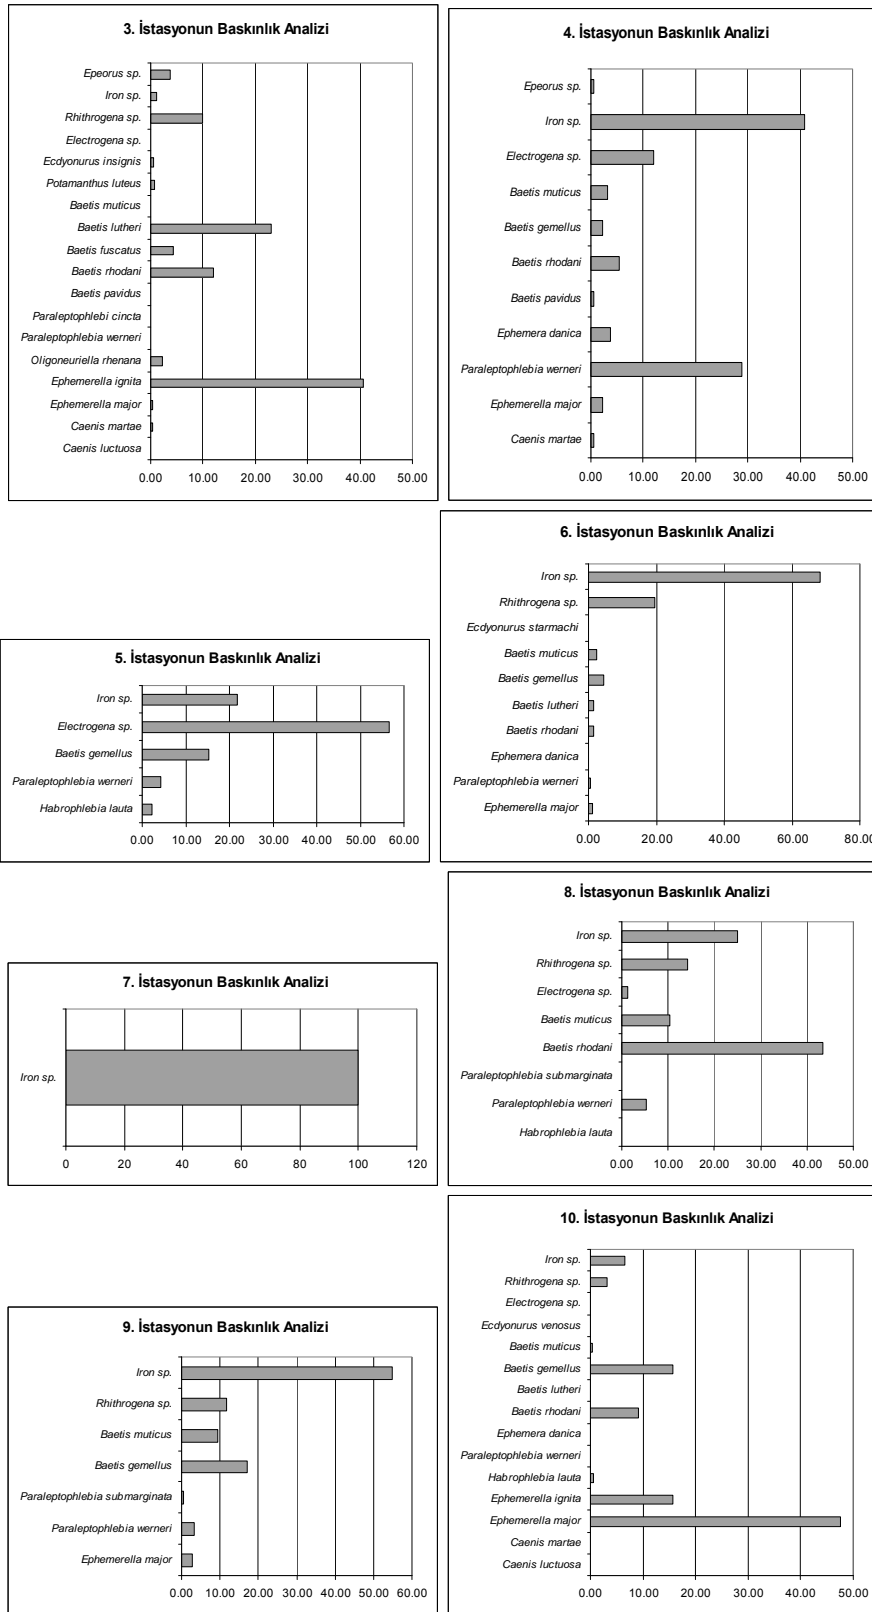 3. İstasyonun Baskınlık Analizi
Epeorus sp.
Iron sp.
Rhithrogena sp.
Electrogena sp.
Ecdyonurus insignis
Potamanthus luteus
Baetis muticus
Baetis lutheri
Baetis fuscatus
Baetis rhodani
Baetis pavidus
Paraleptophlebi cincta
Paraleptophlebia werneri
Oligoneuriella rhenana
Ephemerella ignita
Ephemerella major
Caenis martae
Caenis luctuosa
0.00 10.00 20.00 30.00 40.00 50.00
4. İstasyonun Baskınlık Analizi
Epeorus sp.
Iron sp.
Electrogena sp.
Baetis muticus
Baetis gemellus
Baetis rhodani
Baetis pavidus
Ephemera danica
Paraleptophlebia werneri
Ephemerella major
Caenis martae
0.00 10.00 20.00 30.00 40.00 50.00
5. İstasyonun Baskınlık Analizi
Iron sp.
Electrogena sp.
Baetis gemellus
Paraleptophlebia werneri
Habrophlebia lauta
0.00 10.00 20.00 30.00 40.00 50.00 60.00
6. İstasyonun Baskınlık Analizi
Iron sp.
Rhithrogena sp.
Ecdyonurus starmachi
Baetis muticus
Baetis gemellus
Baetis lutheri
Baetis rhodani
Ephemera danica
Paraleptophlebia werneri
Ephemerella major
0.00 20.00 40.00 60.00 80.00
7. İstasyonun Baskınlık Analizi
Iron sp.
0 20 40 60 80 100 120
8. İstasyonun Baskınlık Analizi
Iron sp.
Rhithrogena sp.
Electrogena sp.
Baetis muticus
Baetis rhodani
Paraleptophlebia submarginata
Paraleptophlebia werneri
Habrophlebia lauta
0.00 10.00 20.00 30.00 40.00 50.00
9. İstasyonun Baskınlık Analizi
Iron sp.
Rhithrogena sp.
Baetis muticus
Baetis gemellus
Paraleptophlebia submarginata
Paraleptophlebia werneri
Ephemerella major
0.00 10.00 20.00 30.00 40.00 50.00 60.00
10. İstasyonun Baskınlık Analizi
Iron sp.
Rhithrogena sp.
Electrogena sp.
Ecdyonurus venosus
Baetis muticus
Baetis gemellus
Baetis lutheri
Baetis rhodani
Ephemera danica
Paraleptophlebia werneri
Habrophlebia lauta
Ephemerella ignita
Ephemerella major
Caenis martae
Caenis luctuosa
0.00 10.00 20.00 30.00 40.00 50.00